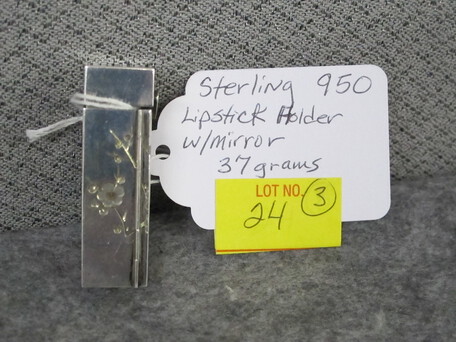 Sterling 950
Lipstick Holder
w/mirror
37 grams
LOT NO.
24 3